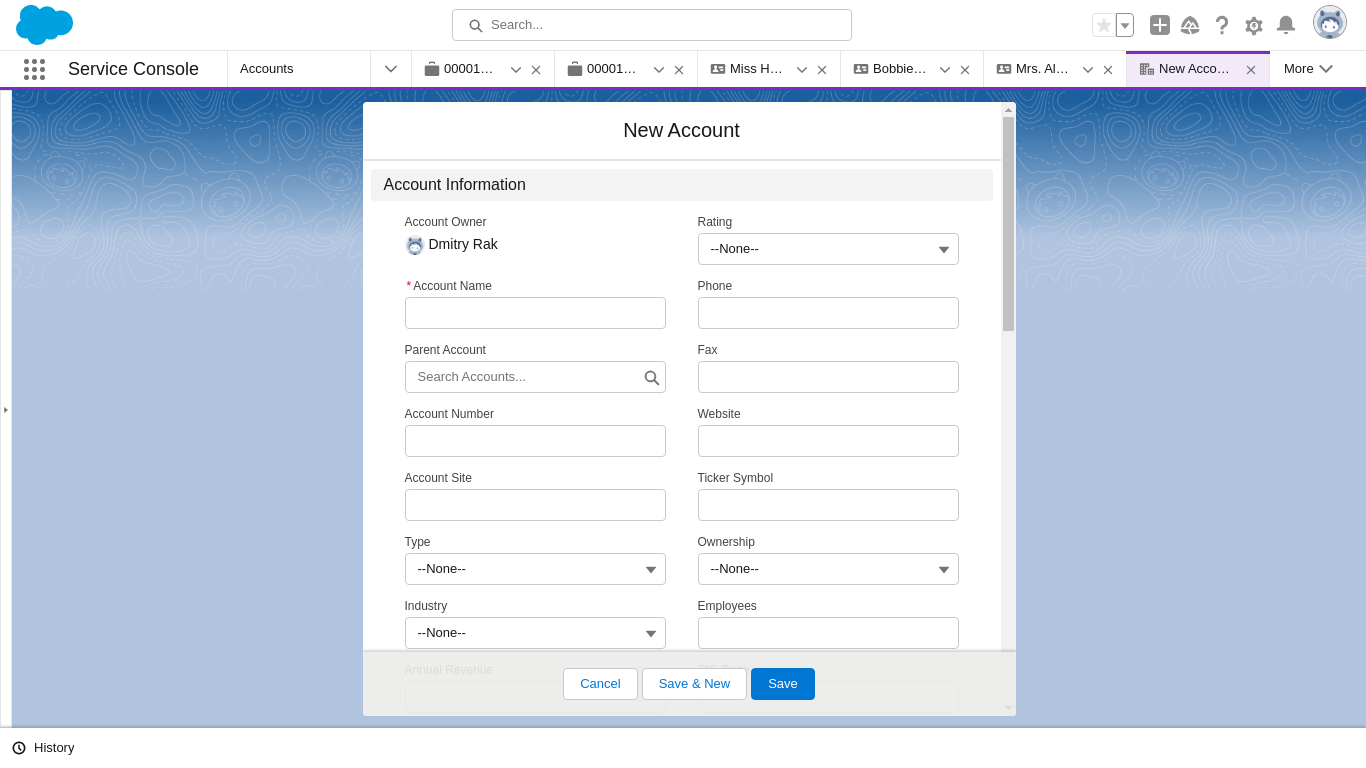 Search...
Service Console
Accounts
00001…
00001…
Miss H…
Bobbie…
Mrs. Al…
New Acco…
More
New Account
Account Information
Account Owner
Rating
Dmitry Rak
--None--
*Account Name
Phone
Parent Account
Fax
Search Accounts...
Account Number
Website
Account Site
Ticker Symbol
Type
Ownership
--None--
--None--
Industry
Employees
--None--
Annual Revenue
SIC Code
Cancel
Save & New
Save
History